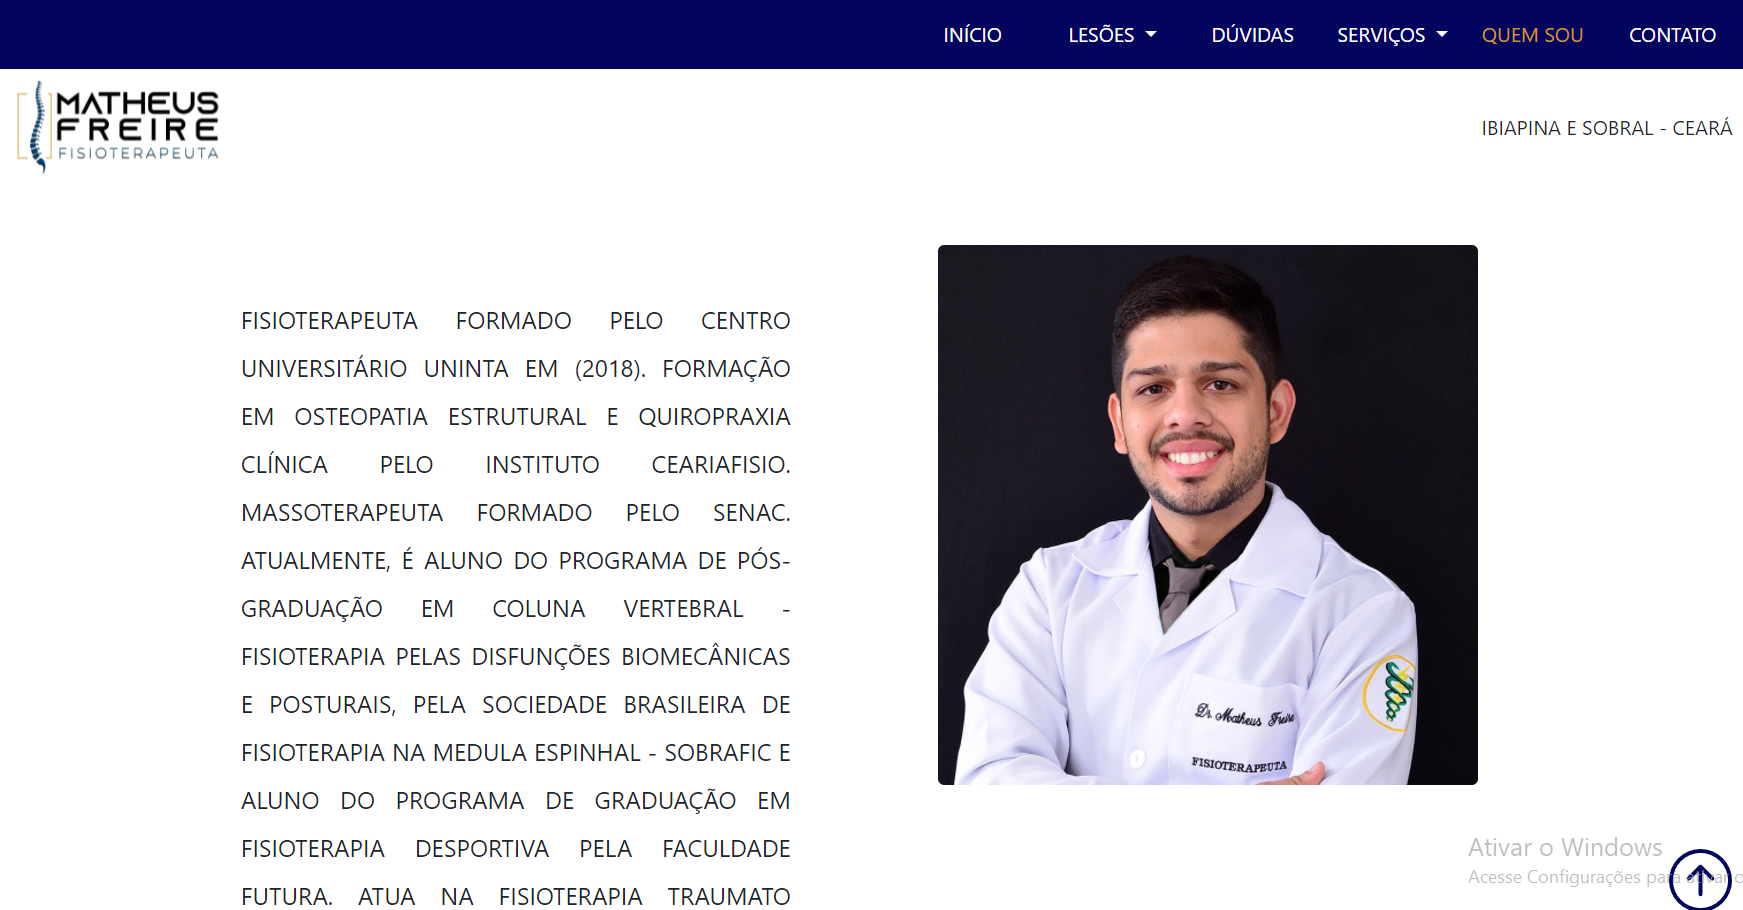 INÍCIO LESÕES DÚVIDAS SERVIÇOS QUEM SOU CONTATO
MATHEUS
FREIRE
FISIOTERAPEUTA
IBIAPINA E SOBRAL - CEARÁ
FISIOTERAPEUTA FORMADO PELO CENTRO
UNIVERSITÁRIO UNINTA EM (2018). FORMAÇÃO
EM OSTEOPATIA ESTRUTURAL E QUIROPRAXIA
CLÍNICA PELO INSTITUTO CEARIAFISIO.
MASSOTERAPEUTA FORMADO PELO SENAC.
ATUALMENTE, É ALUNO DO PROGRAMA DE PÓS-
GRADUAÇÃO EM COLUNA VERTEBRAL -
FISIOTERAPIA PELAS DISFUNÇÕES BIOMECÂNICAS
E POSTURAIS, PELA SOCIEDADE BRASILEIRA DE
FISIOTERAPIA NA MEDULA ESPINHAL - SOBRAFIC E
ALUNO DO PROGRAMA DE GRADUAÇÃO EM
FISIOTERAPIA DESPORTIVA PELA FACULDADE
FUTURA. ATUA NA FISIOTERAPIA TRAUMATO
Dr. Matheus Freire
FISIOTERAPEUTA
Ativar o Windows
Acesse Configurações para ativar o